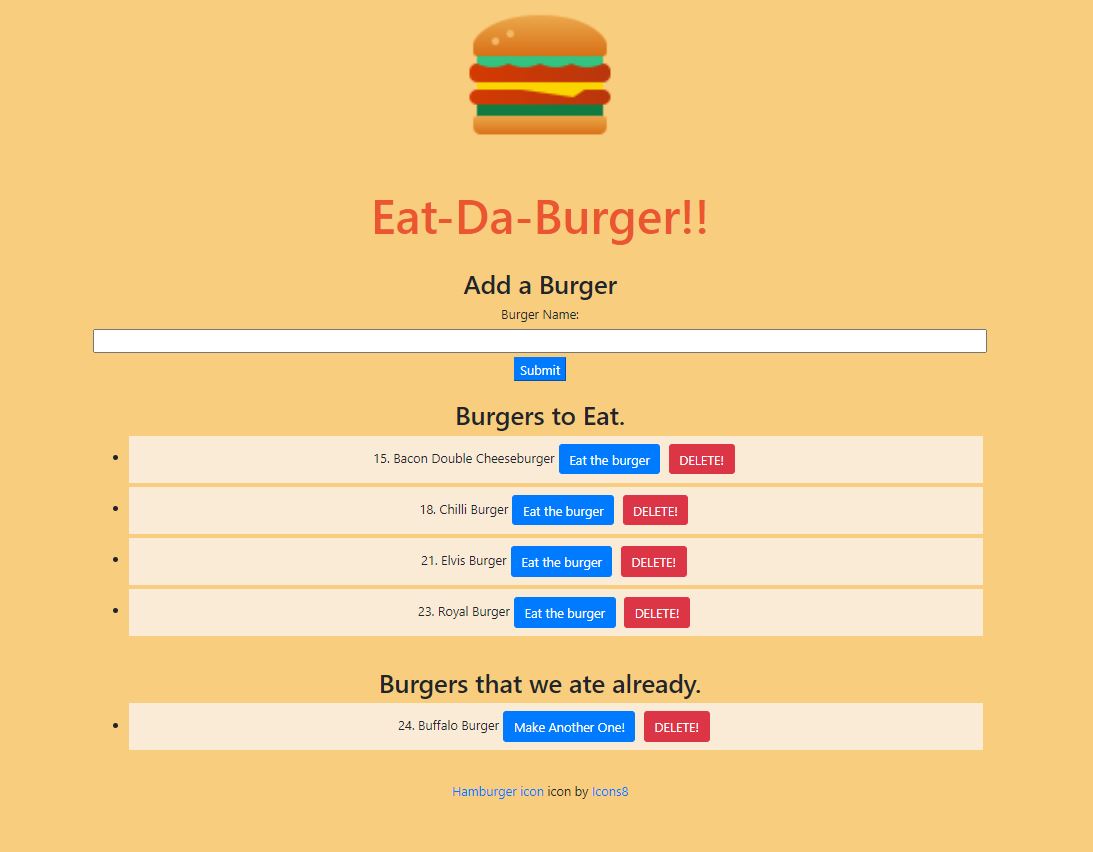 Eat-Da-Burger!!
Add a Burger
Burger Name:
Submit
Burgers to Eat.
15. Bacon Double Cheeseburger Eat the burger DELETE!
18. Chilli Burger Eat the burger DELETE!
21. Elvis Burger Eat the burger DELETE!
23. Royal Burger Eat the burger DELETE!
Burgers that we ate already.
24. Buffalo Burger Make Another One! DELETE!
Hamburger icon icon by Icons8